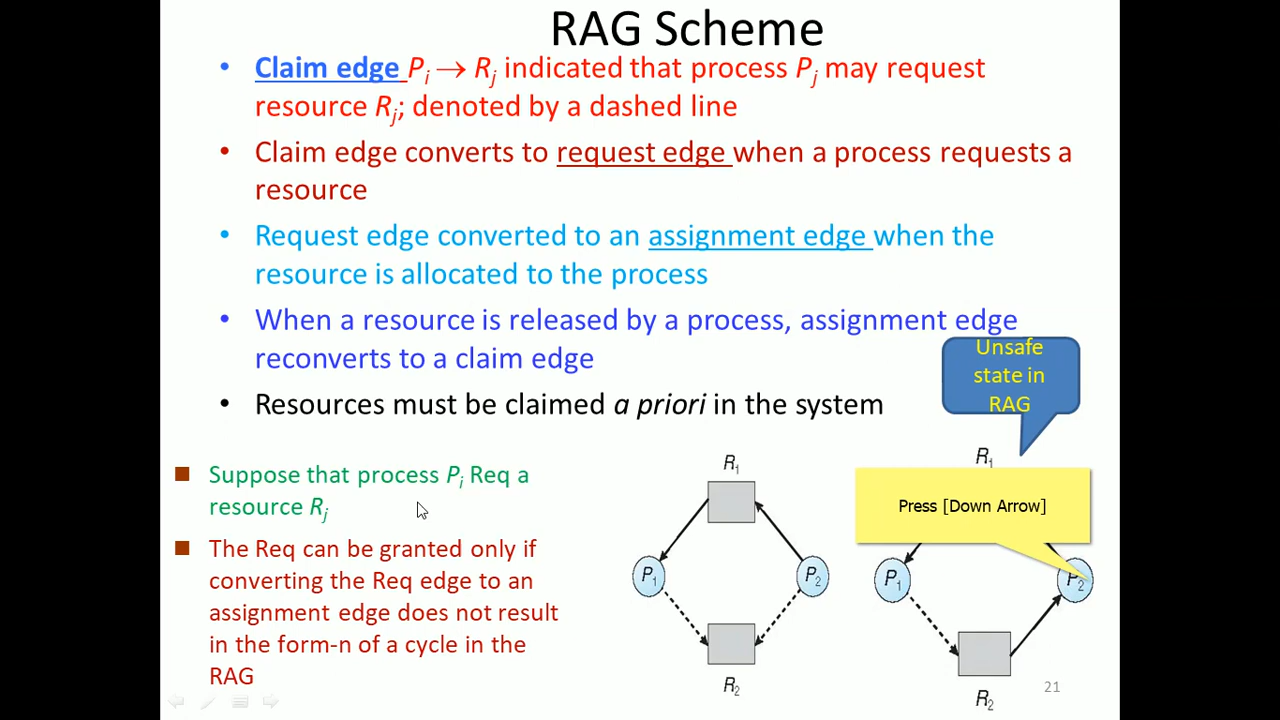 RAG Scheme
• Claim edge Pi → Rj indicated that process Pj may request
resource Rj; denoted by a dashed line
• Claim edge converts to request edge when a process requests a
resource
• Request edge converted to an assignment edge when the
resource is allocated to the process
• When a resource is released by a process, assignment edge
reconverts to a claim edge
• Resources must be claimed a priori in the system
Unsafe
state in
RAG
Suppose that process Pi Req a
resource Rj
The Req can be granted only if
converting the Req edge to an
assignment edge does not result
in the form-n of a cycle in the
RAG
R1
P1
P2
R2
R1
Press [Down Arrow]
P1
P2
R2
21